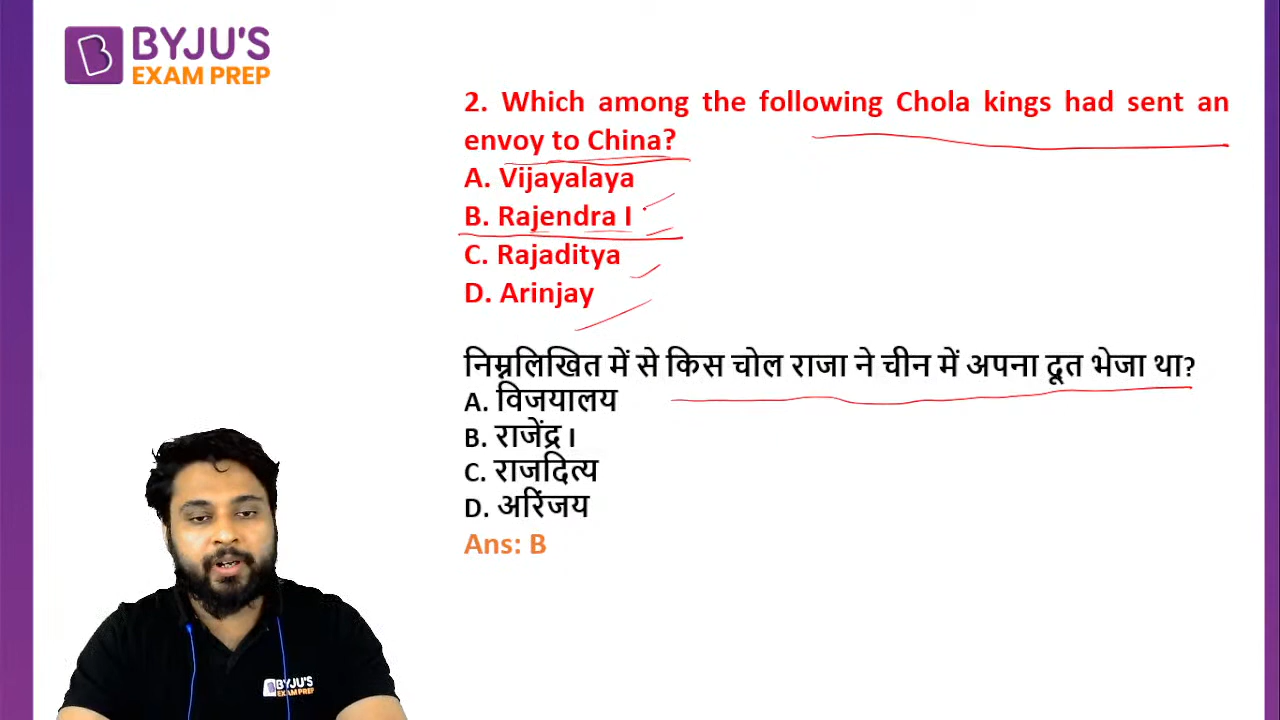 BYJU'S
EXAM PREP
2. Which among the following Chola kings had sent an
envoy to China?
A. Vijayalaya
B. Rajendra I
C. Rajaditya
D. Arinjay
निम्नलिखित में से किस चोल राजा ने चीन में अपना दूत भेजा था?
A. विजयालय
B. राजेंद्र I
C. राजदित्य
D. अरिंजय
Ans: B
BYJU'S
EXAM PREP